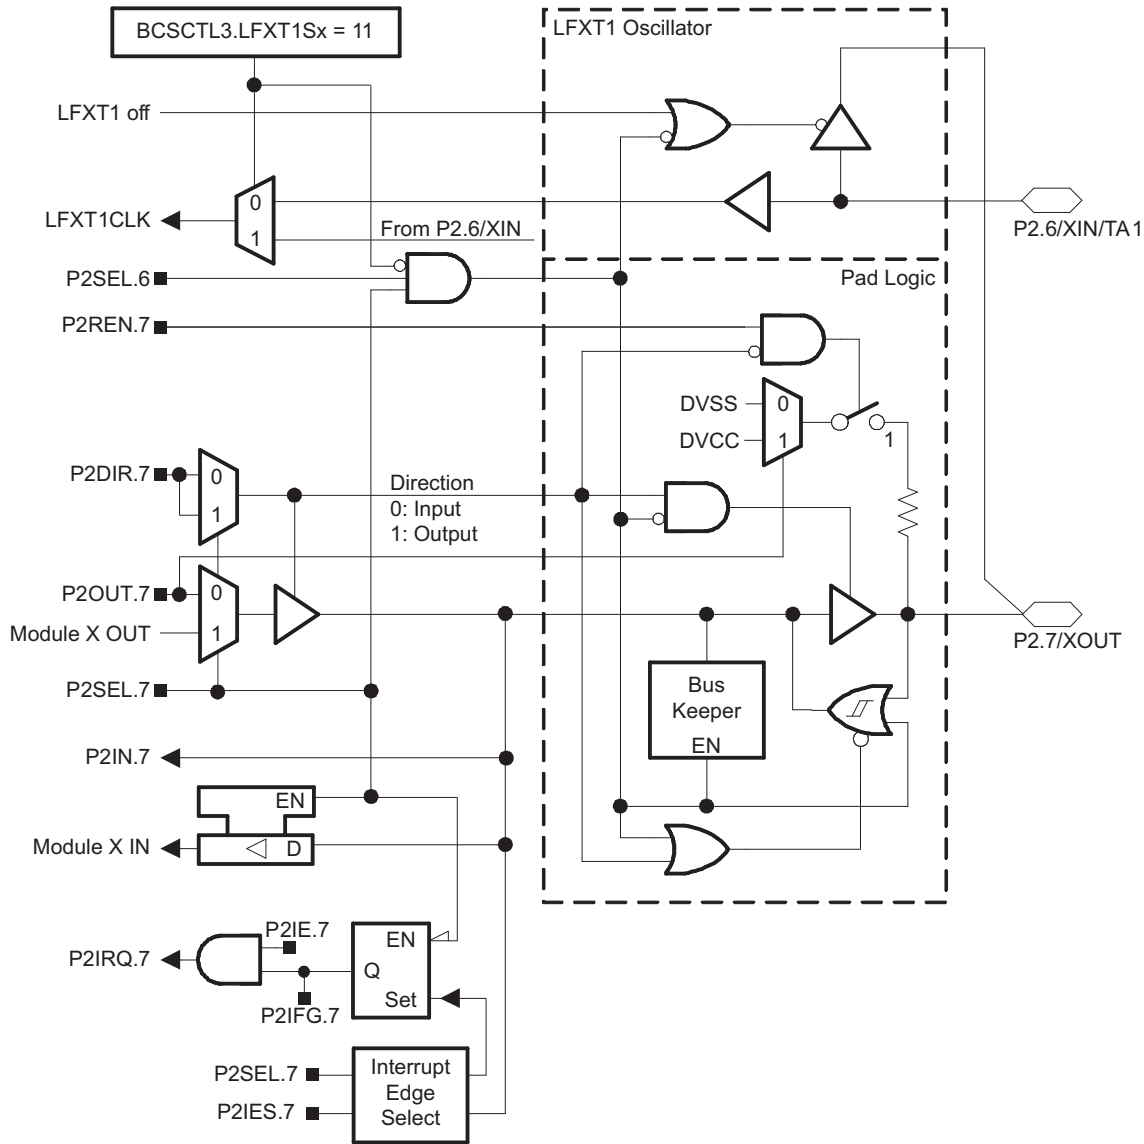 BCSCTL3.LFXT1Sx = 11
LFXT1 Oscillator
LFXT1 off
0
LFXT1CLK
1
From P2.6/XIN
P2.6/XIN/TA1
P2SEL.6
Pad Logic
P2REN.7
DVSS
0
DVCC
1
1
P2DIR.7
0
1
Direction
0: Input
1: Output
P2OUT.7
0
Module X OUT
1
P2.7/XOUT
P2SEL.7
Bus
Keeper
EN
P2IN.7
EN
Module X IN
D
P2IE.7
EN
P2IRQ.7
Q
Set
P2IFG.7
P2SEL.7
P2IES.7
Interrupt
Edge
Select